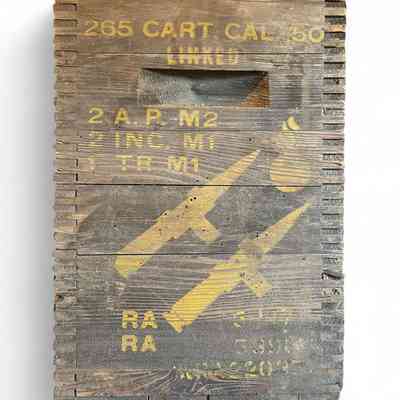 265 CART. CAL .50
LINKED
2 A.P. M2
2 INC. M1
1 TR. M1
RA
RA